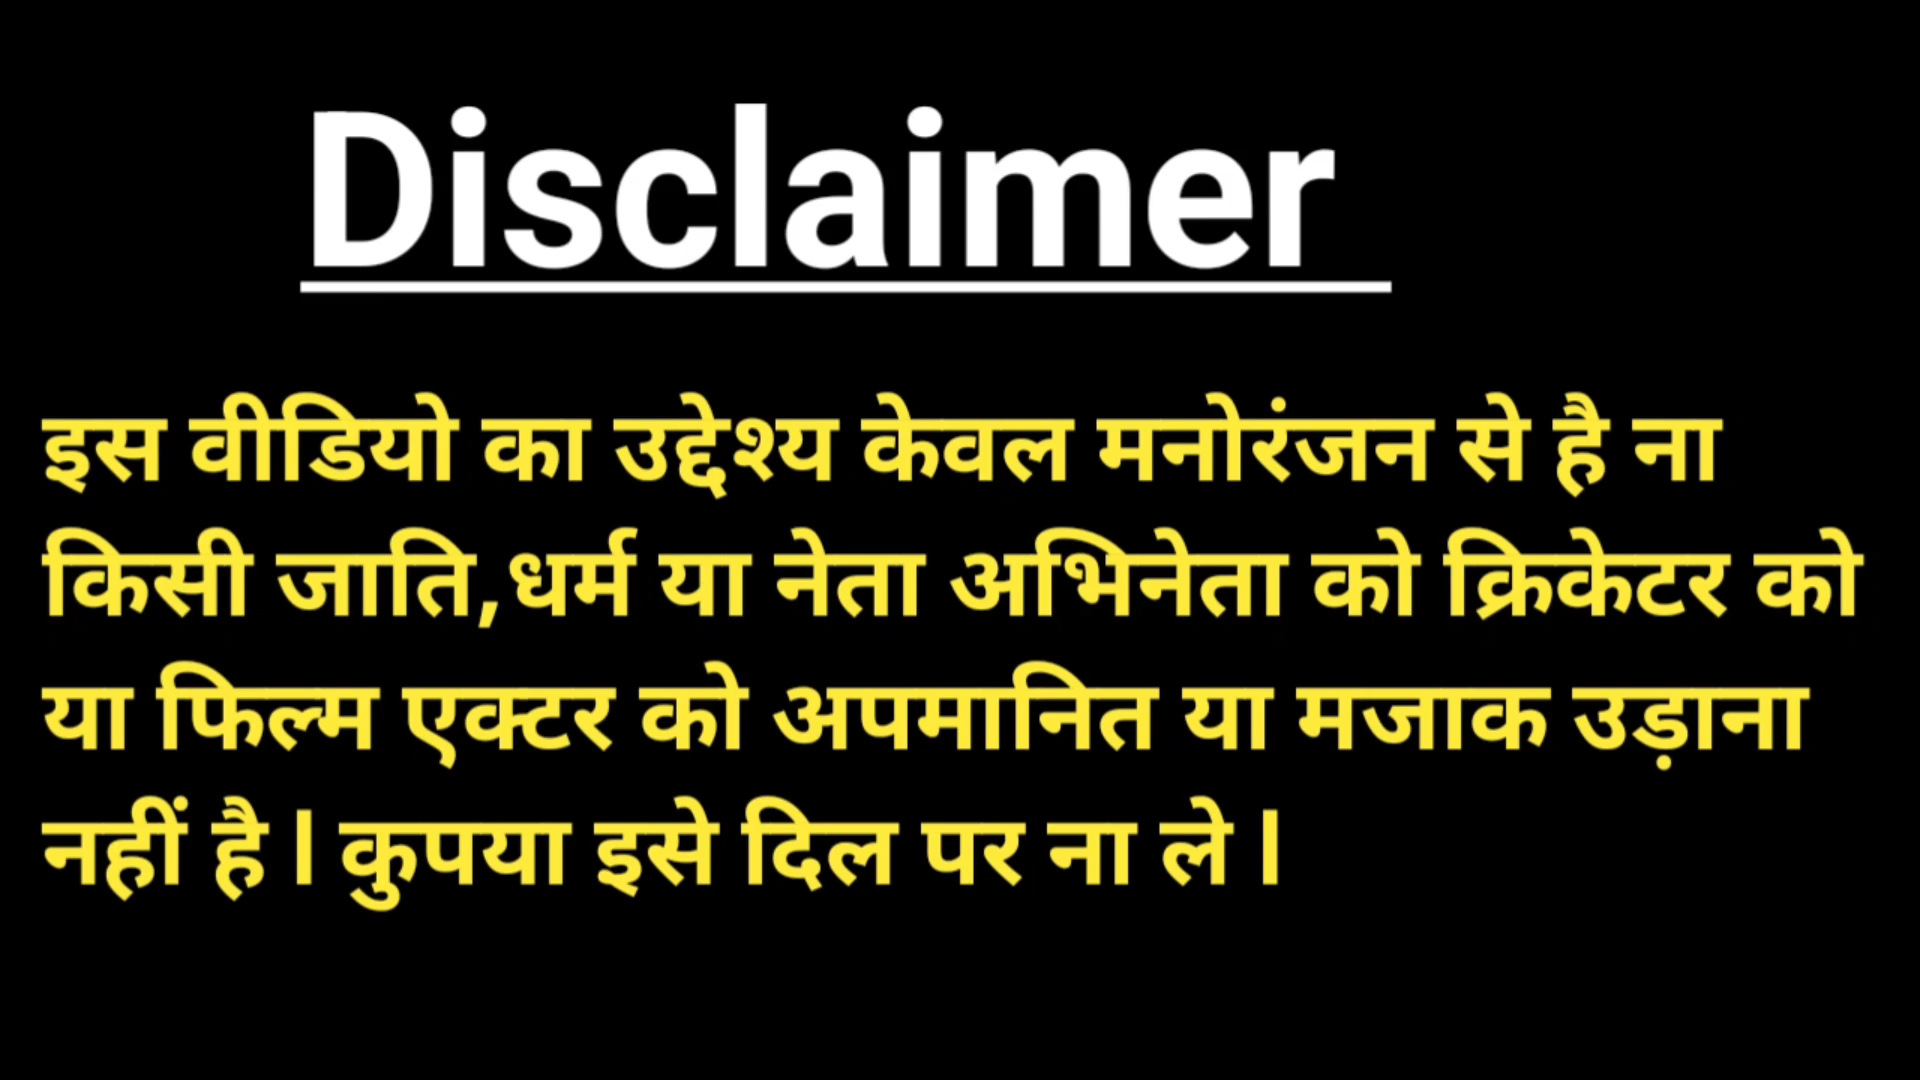 Disclaimer
इस वीडियो का उद्देश्य केवल मनोरंजन से है ना
किसी जाति,धर्म या नेता अभिनेता को क्रिकेटर को
या फिल्म एक्टर को अपमानित या मजाक उड़ाना
नहीं है l कुपया इसे दिल पर ना ले l